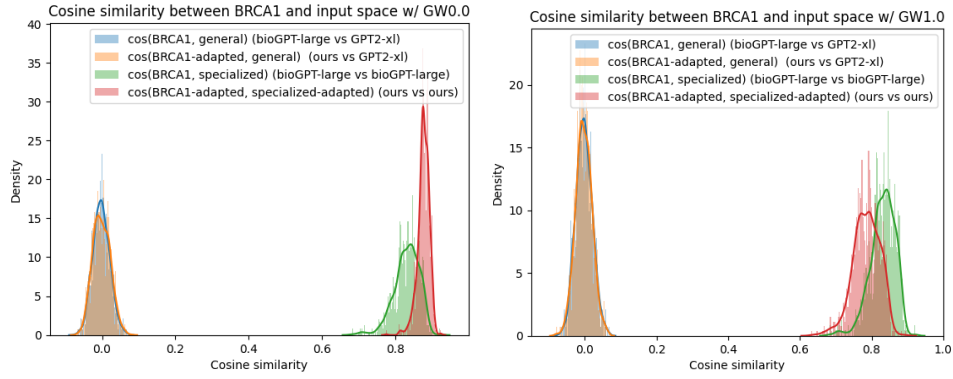 Cosine similarity between BRCA1 and input space w/ GW0.0
40
35
30
25
20
15
10
5
0
Density
cos(BRCA1, general) (bioGPT-large vs GPT2-xl)
cos(BRCA1-adapted, general) (ours vs GPT2-xl)
cos(BRCA1, specialized) (bioGPT-large vs bioGPT-large)
cos(BRCA1-adapted, specialized-adapted) (ours vs ours)
0.0 0.2 0.4 0.6 0.8
Cosine similarity
Cosine similarity between BRCA1 and input space w/ GW1.0
20
15
10
5
0
Density
cos(BRCA1, general) (bioGPT-large vs GPT2-xl)
cos(BRCA1-adapted, general) (ours vs GPT2-xl)
cos(BRCA1, specialized) (bioGPT-large vs bioGPT-large)
cos(BRCA1-adapted, specialized-adapted) (ours vs ours)
0.0 0.2 0.4 0.6 0.8 1.0
Cosine similarity